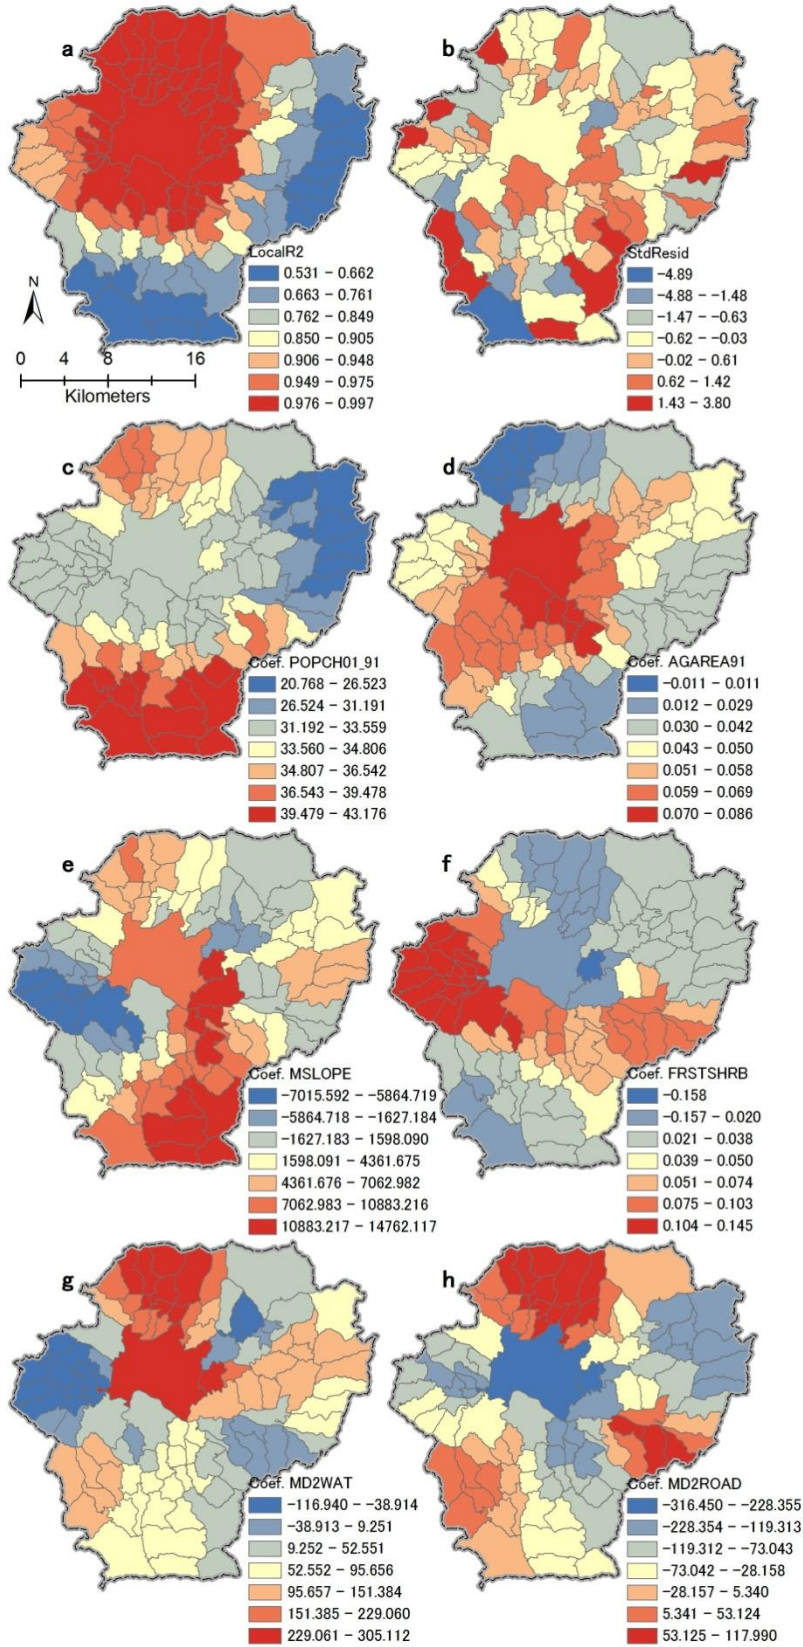 a
b
LocalR2
0.531 – 0.662
0.663 – 0.761
0.762 – 0.849
0.850 – 0.905
0.906 – 0.948
0.949 – 0.975
0.976 – 0.997
N
0 4 8 16
Kilometers
StdResid
-4.89
-4.88 – -1.48
-1.47 – -0.63
-0.62 – -0.03
-0.02 – 0.61
0.62 – 1.42
1.43 – 3.80
c
d
Coef. POPCH01_91
20.768 – 26.523
26.524 – 31.191
31.192 – 33.559
33.560 – 34.806
34.807 – 36.542
36.543 – 39.478
39.479 – 43.176
Coef. AGAREA91
-0.011 – 0.011
0.012 – 0.029
0.030 – 0.042
0.043 – 0.050
0.051 – 0.058
0.059 – 0.069
0.070 – 0.086
e
f
Coef. MSLOPE
-7015.592 – -5864.719
-5864.718 – -1627.184
-1627.183 – 1598.090
1598.091 – 4361.675
4361.676 – 7062.982
7062.983 – 10883.216
10883.217 – 14762.117
Coef. FRSTSHRB
-0.158
-0.157 – 0.020
0.021 – 0.038
0.039 – 0.050
0.051 – 0.074
0.075 – 0.103
0.104 – 0.145
g
h
Coef. MD2WAT
-116.940 – -38.914
-38.913 – 9.251
9.252 – 52.551
52.552 – 95.656
95.657 – 151.384
151.385 – 229.060
229.061 – 305.112
Coef. MD2ROAD
-316.450 – -228.355
-228.354 – -119.313
-119.312 – -73.043
-73.042 – -28.158
-28.157 – 5.340
5.341 – 53.124
53.125 – 117.990